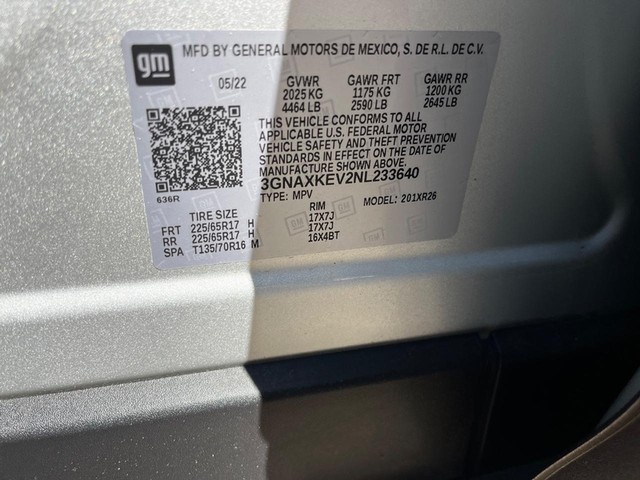 gm
MFD BY GENERAL MOTORS DE MEXICO, S. DE R.L. DE C.V.
05/22 GVWR GAWR FRT GAWR RR
2025 KG 1175 KG 1200 KG
4464 LB 2590 LB 2645 LB
THIS VEHICLE CONFORMS TO ALL
APPLICABLE U.S. FEDERAL MOTOR
VEHICLE SAFETY AND THEFT PREVENTION
STANDARDS IN EFFECT ON THE DATE OF
MANUFACTURE SHOWN ABOVE.
3GNAXKEV2NL233640
636R TYPE: MPV MODEL: 201XR26
TIRE SIZE RIM
FRT 225/65R17 H 17X7J
RR 225/65R17 H 17X7J
SPA T135/70R16 M 16X4BT